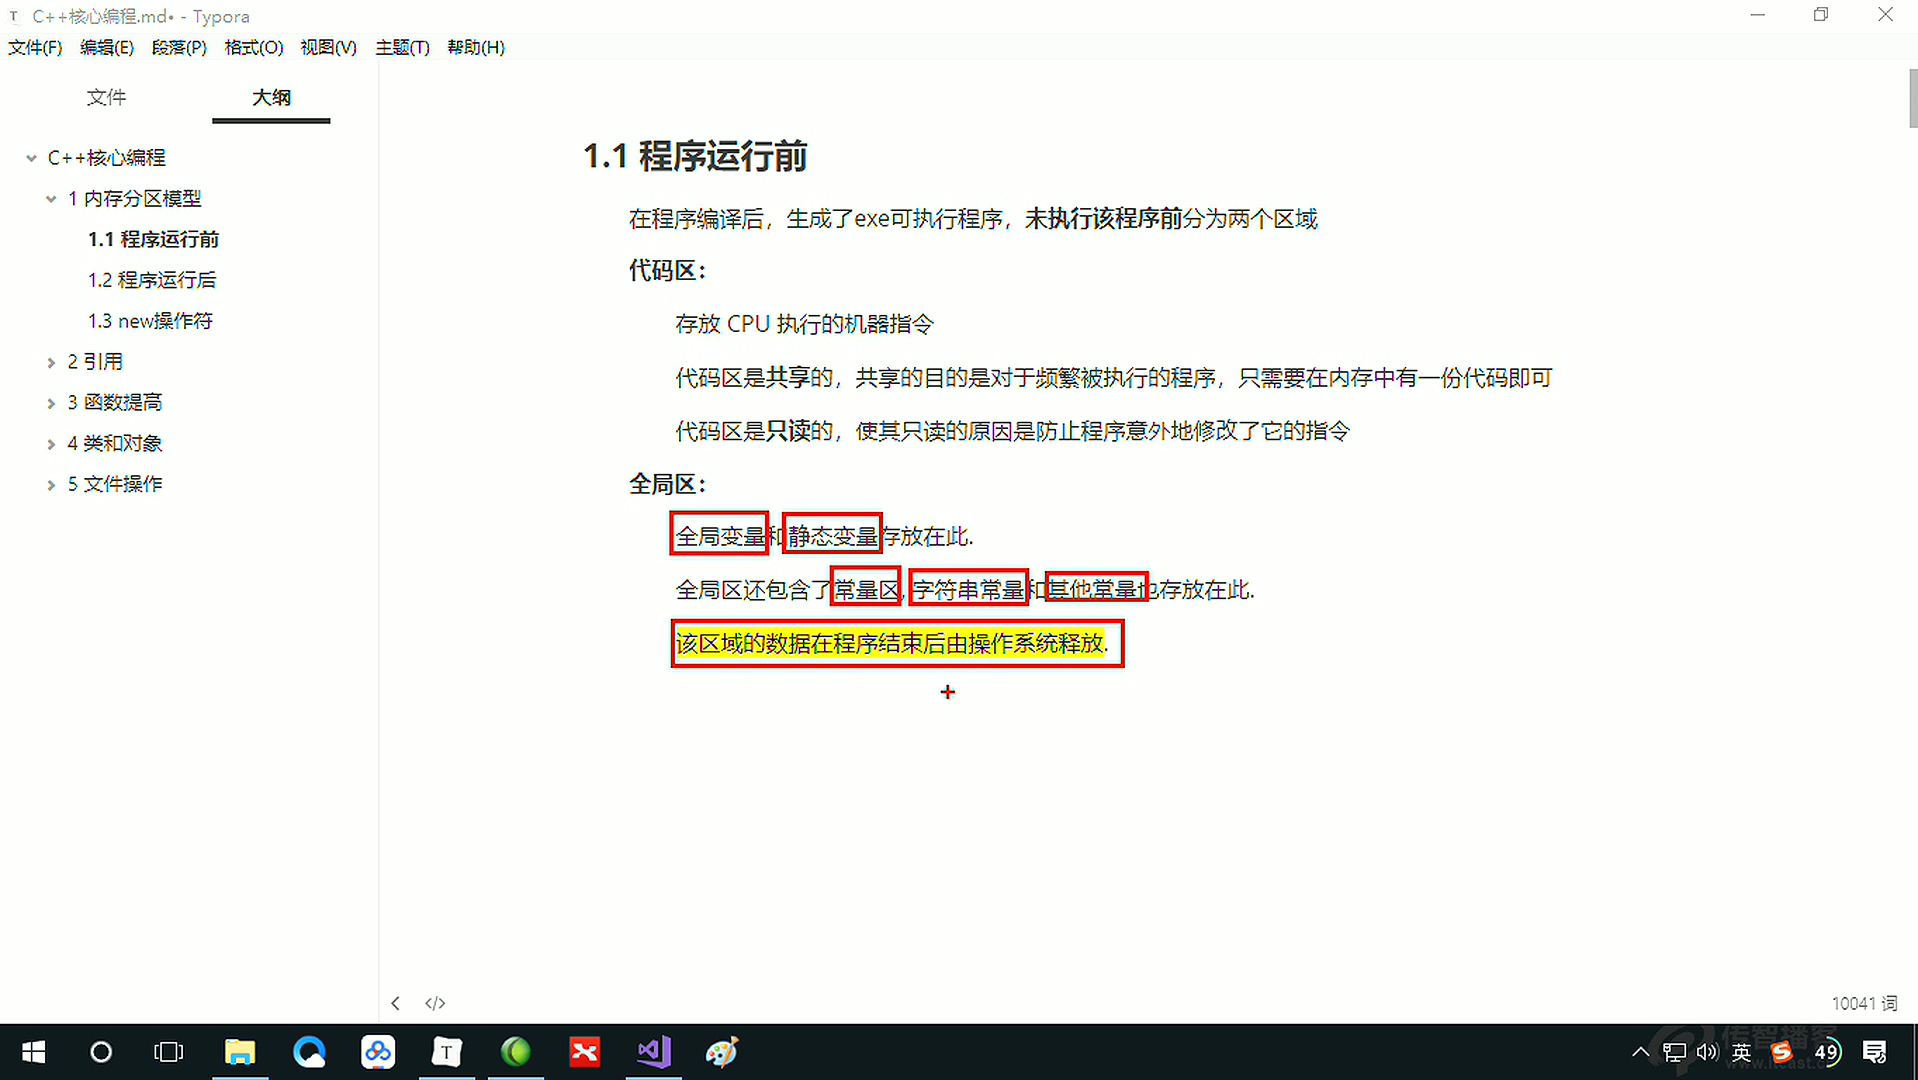 C++核心编程.md• - Typora
文件(F) 编辑(E) 段落(P) 格式(O) 视图(V) 主题(T) 帮助(H)
文件 大纲
C++核心编程
1 内存分区模型
1.1 程序运行前
1.2 程序运行后
1.3 new操作符
2 引用
3 函数提高
4 类和对象
5 文件操作
1.1 程序运行前
在程序编译后，生成了exe可执行程序，未执行该程序前分为两个区域
代码区：
存放 CPU 执行的机器指令
代码区是共享的，共享的目的是对于频繁被执行的程序，只需要在内存中有一份代码即可
代码区是只读的，使其只读的原因是防止程序意外地修改了它的指令
全局区：
全局变量和静态变量存放在此.
全局区还包含了常量区, 字符串常量和其他常量也存放在此.
该区域的数据在程序结束后由操作系统释放.
</> 10041 词
T 英 49
传智播客